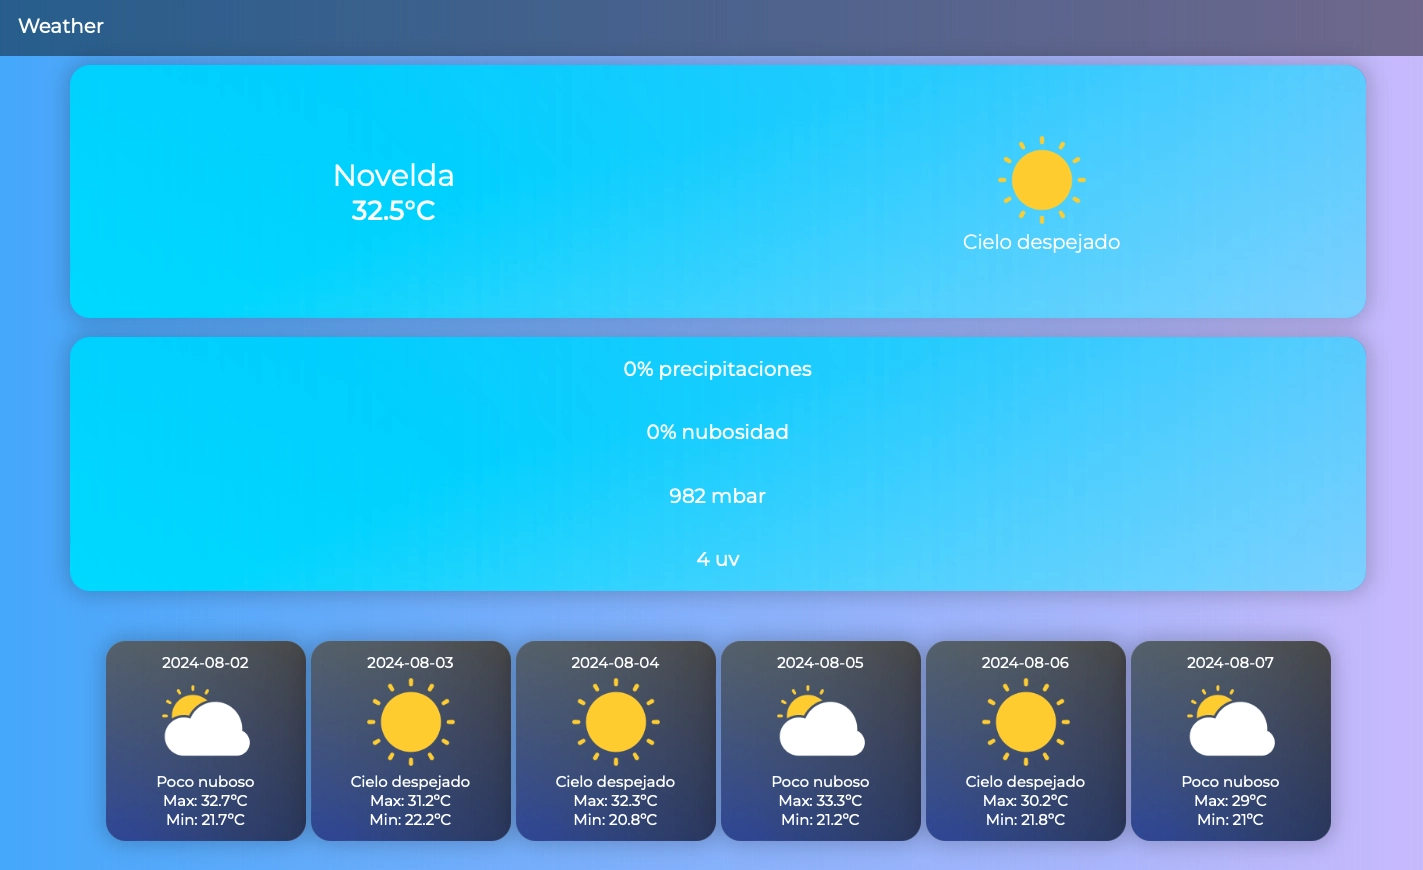 Weather
Novelda
32.5°C
Cielo despejado
0% precipitaciones
0% nubosidad
982 mbar
4 uv
2024-08-02
Poco nuboso
Max: 32.7°C
Min: 21.7°C
2024-08-03
Cielo despejado
Max: 31.2°C
Min: 22.2°C
2024-08-04
Cielo despejado
Max: 32.3°C
Min: 20.8°C
2024-08-05
Poco nuboso
Max: 33.3°C
Min: 21.2°C
2024-08-06
Cielo despejado
Max: 30.2°C
Min: 21.8°C
2024-08-07
Poco nuboso
Max: 29°C
Min: 21°C